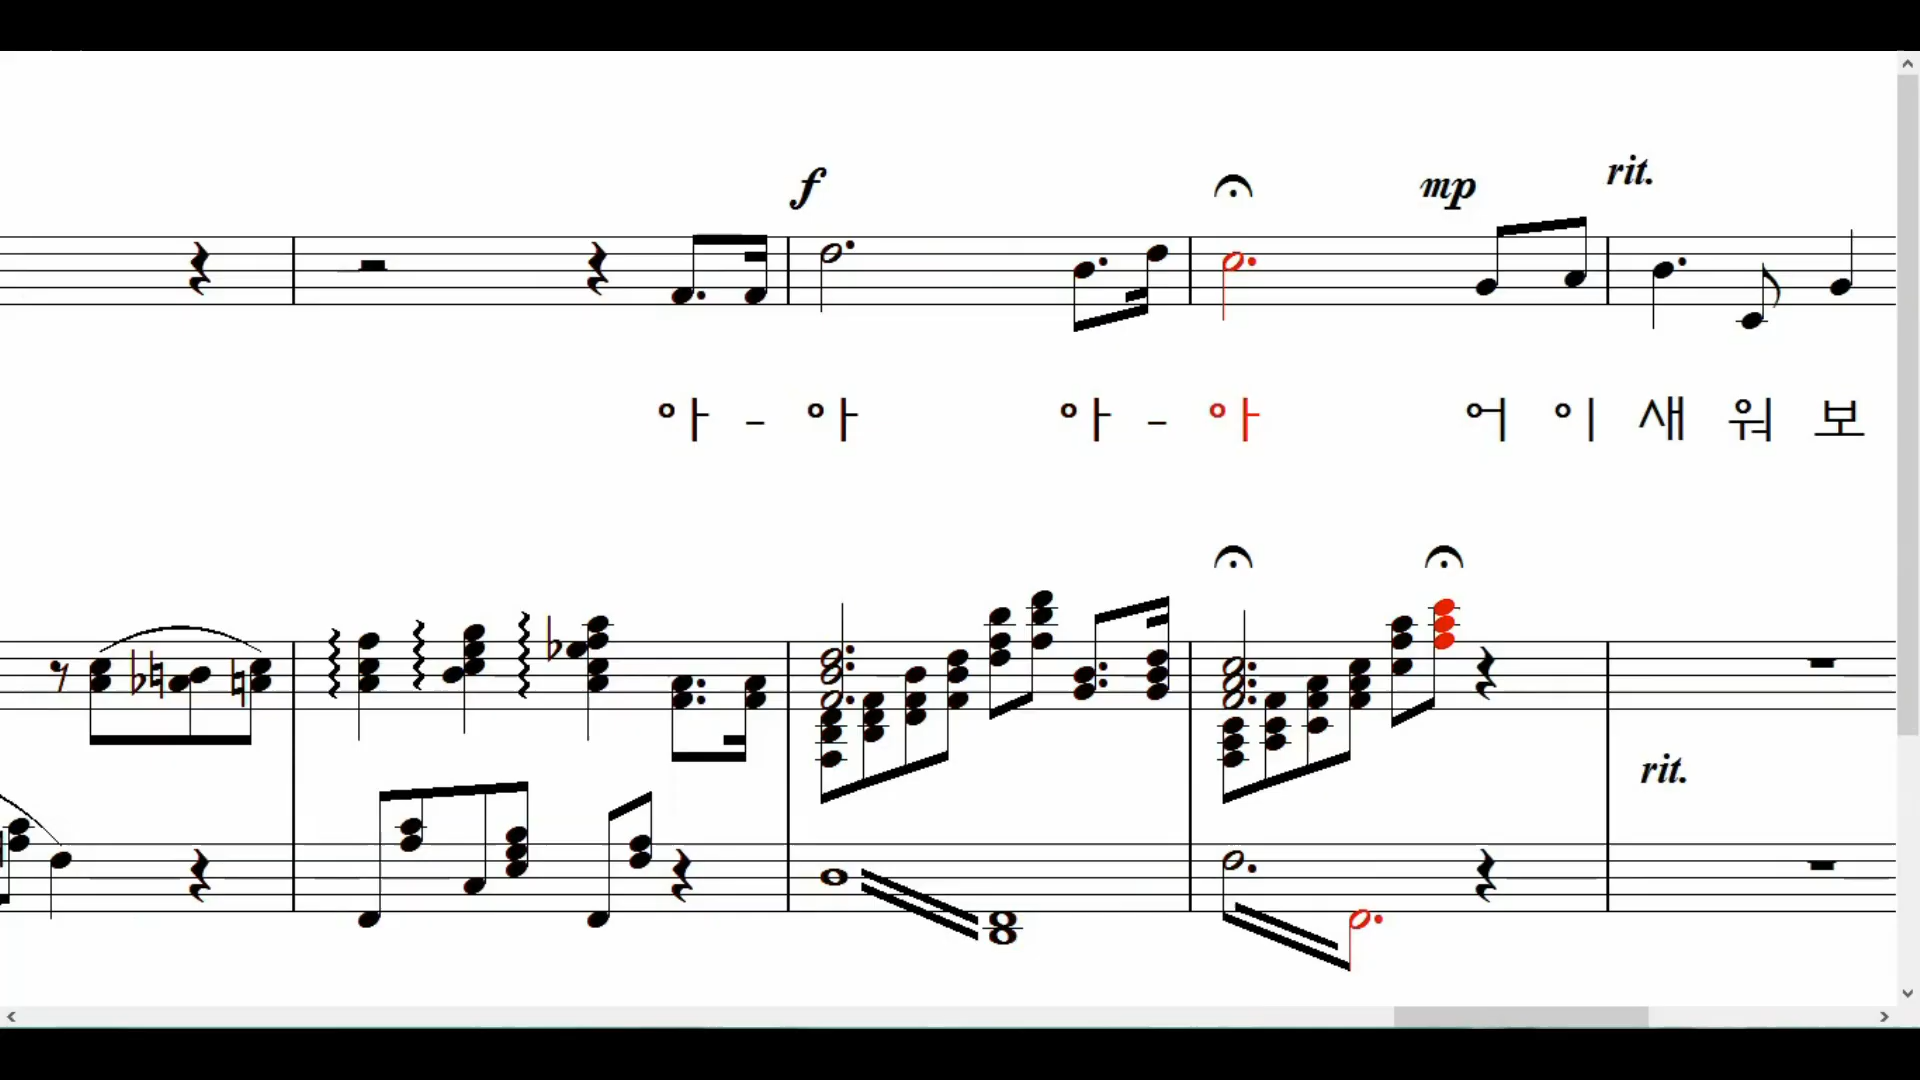 f mp rit.
아 - 아 아 - 아 어 이 새 워 보
rit.